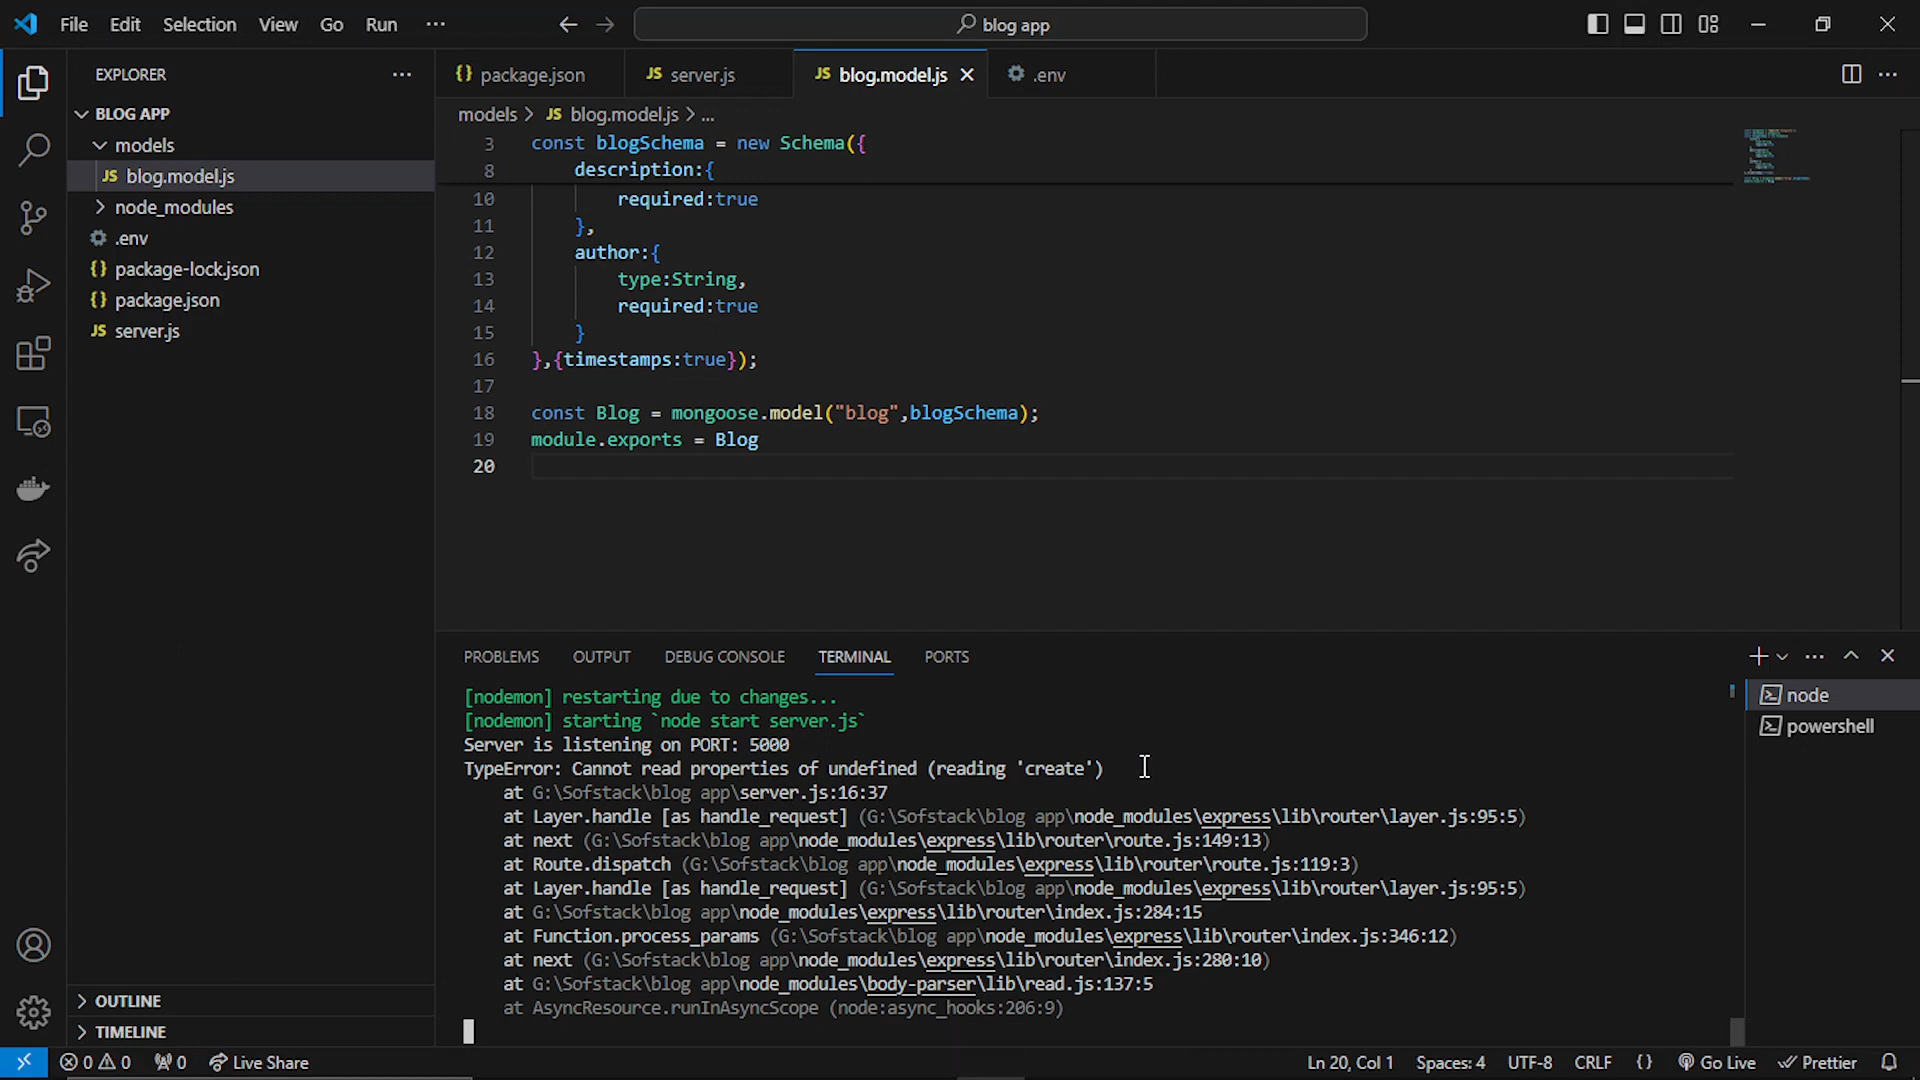 File Edit Selection View Go Run ··· blog app
EXPLORER ···
BLOG APP
models
JS blog.model.js
node_modules
.env
{} package-lock.json
{} package.json
JS server.js
OUTLINE
TIMELINE
{} package.json JS server.js JS blog.model.js .env
models > JS blog.model.js > ...
3 const blogSchema = new Schema({
8 description:{
10 required:true
11 },
12 author:{
13 type:String,
14 required:true
15 }
16 },{timestamps:true});
17
18 const Blog = mongoose.model("blog",blogSchema);
19 module.exports = Blog
20
PROBLEMS OUTPUT DEBUG CONSOLE TERMINAL PORTS
[nodemon] restarting due to changes...
[nodemon] starting `node start server.js`
Server is listening on PORT: 5000
TypeError: Cannot read properties of undefined (reading 'create')
at G:\Sofstack\blog app\server.js:16:37
at Layer.handle [as handle_request] (G:\Sofstack\blog app\node_modules\express\lib\router\layer.js:95:5)
at next (G:\Sofstack\blog app\node_modules\express\lib\router\route.js:149:13)
at Route.dispatch (G:\Sofstack\blog app\node_modules\express\lib\router\route.js:119:3)
at Layer.handle [as handle_request] (G:\Sofstack\blog app\node_modules\express\lib\router\layer.js:95:5)
at G:\Sofstack\blog app\node_modules\express\lib\router\index.js:284:15
at Function.process_params (G:\Sofstack\blog app\node_modules\express\lib\router\index.js:346:12)
at next (G:\Sofstack\blog app\node_modules\express\lib\router\index.js:280:10)
at G:\Sofstack\blog app\node_modules\body-parser\lib\read.js:137:5
at AsyncResource.runInAsyncScope (node:async_hooks:206:9)
node
powershell
0 0 0 Live Share Ln 20, Col 1 Spaces: 4 UTF-8 CRLF {} Go Live Prettier